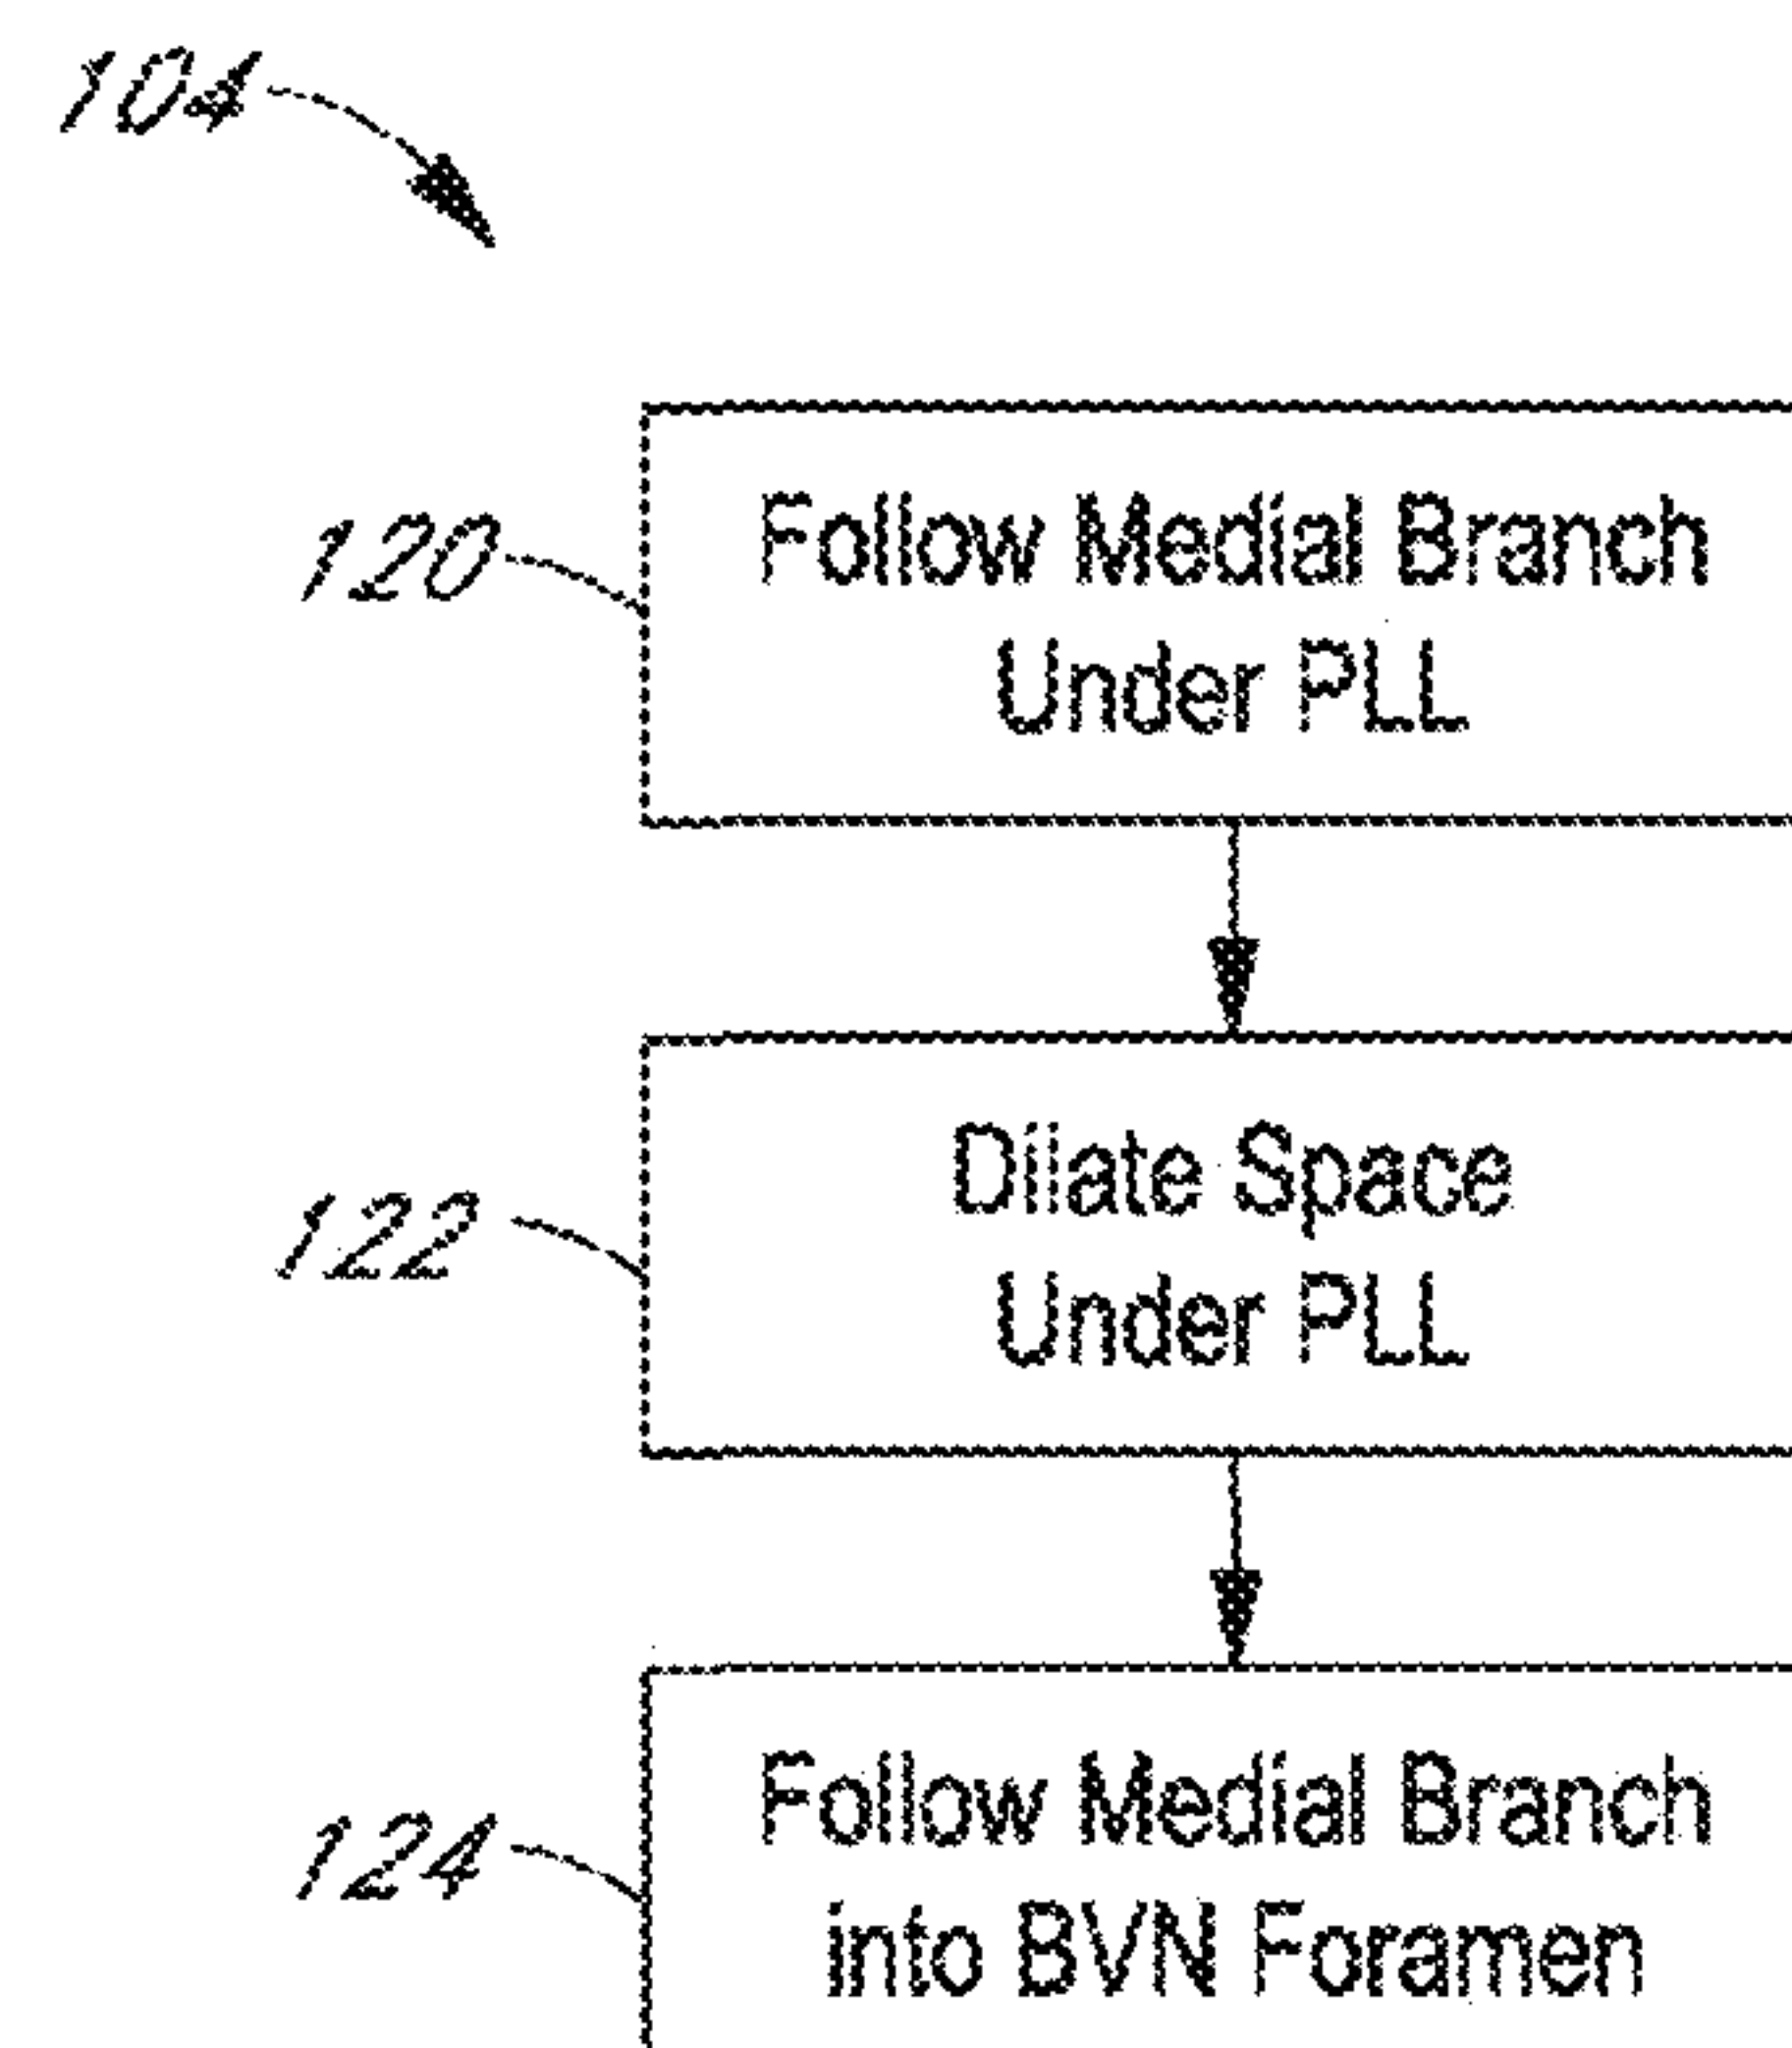 104
120
Follow Medial Branch
Under PLL
122
Dilate Space
Under PLL
124
Follow Medial Branch
into BVN Foramen